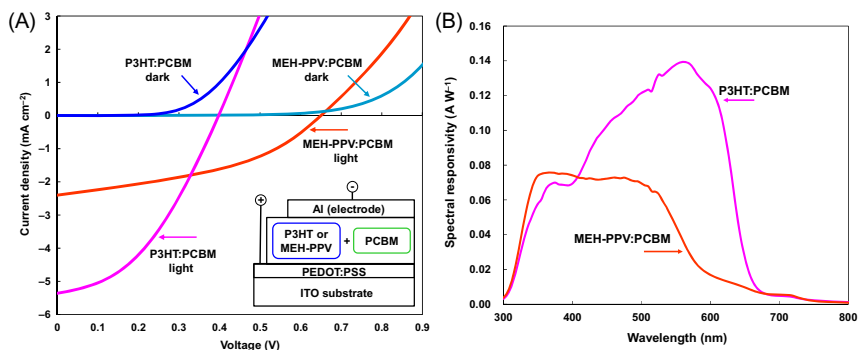 (A)
3
2
1
0
−1
−2
−3
−4
−5
−6
Current density (mA cm⁻²)
P3HT:PCBM
dark
MEH-PPV:PCBM
dark
MEH-PPV:PCBM
light
P3HT:PCBM
light
+
-
Al (electrode)
P3HT or
MEH-PPV
+
PCBM
PEDOT:PSS
ITO substrate
0 0.1 0.2 0.3 0.4 0.5 0.6 0.7 0.8 0.9
Voltage (V)
(B)
0.16
0.14
0.12
0.10
0.08
0.06
0.04
0.02
0.00
Spectral responsivity (A W⁻¹)
P3HT:PCBM
MEH-PPV:PCBM
300 400 500 600 700 800
Wavelength (nm)